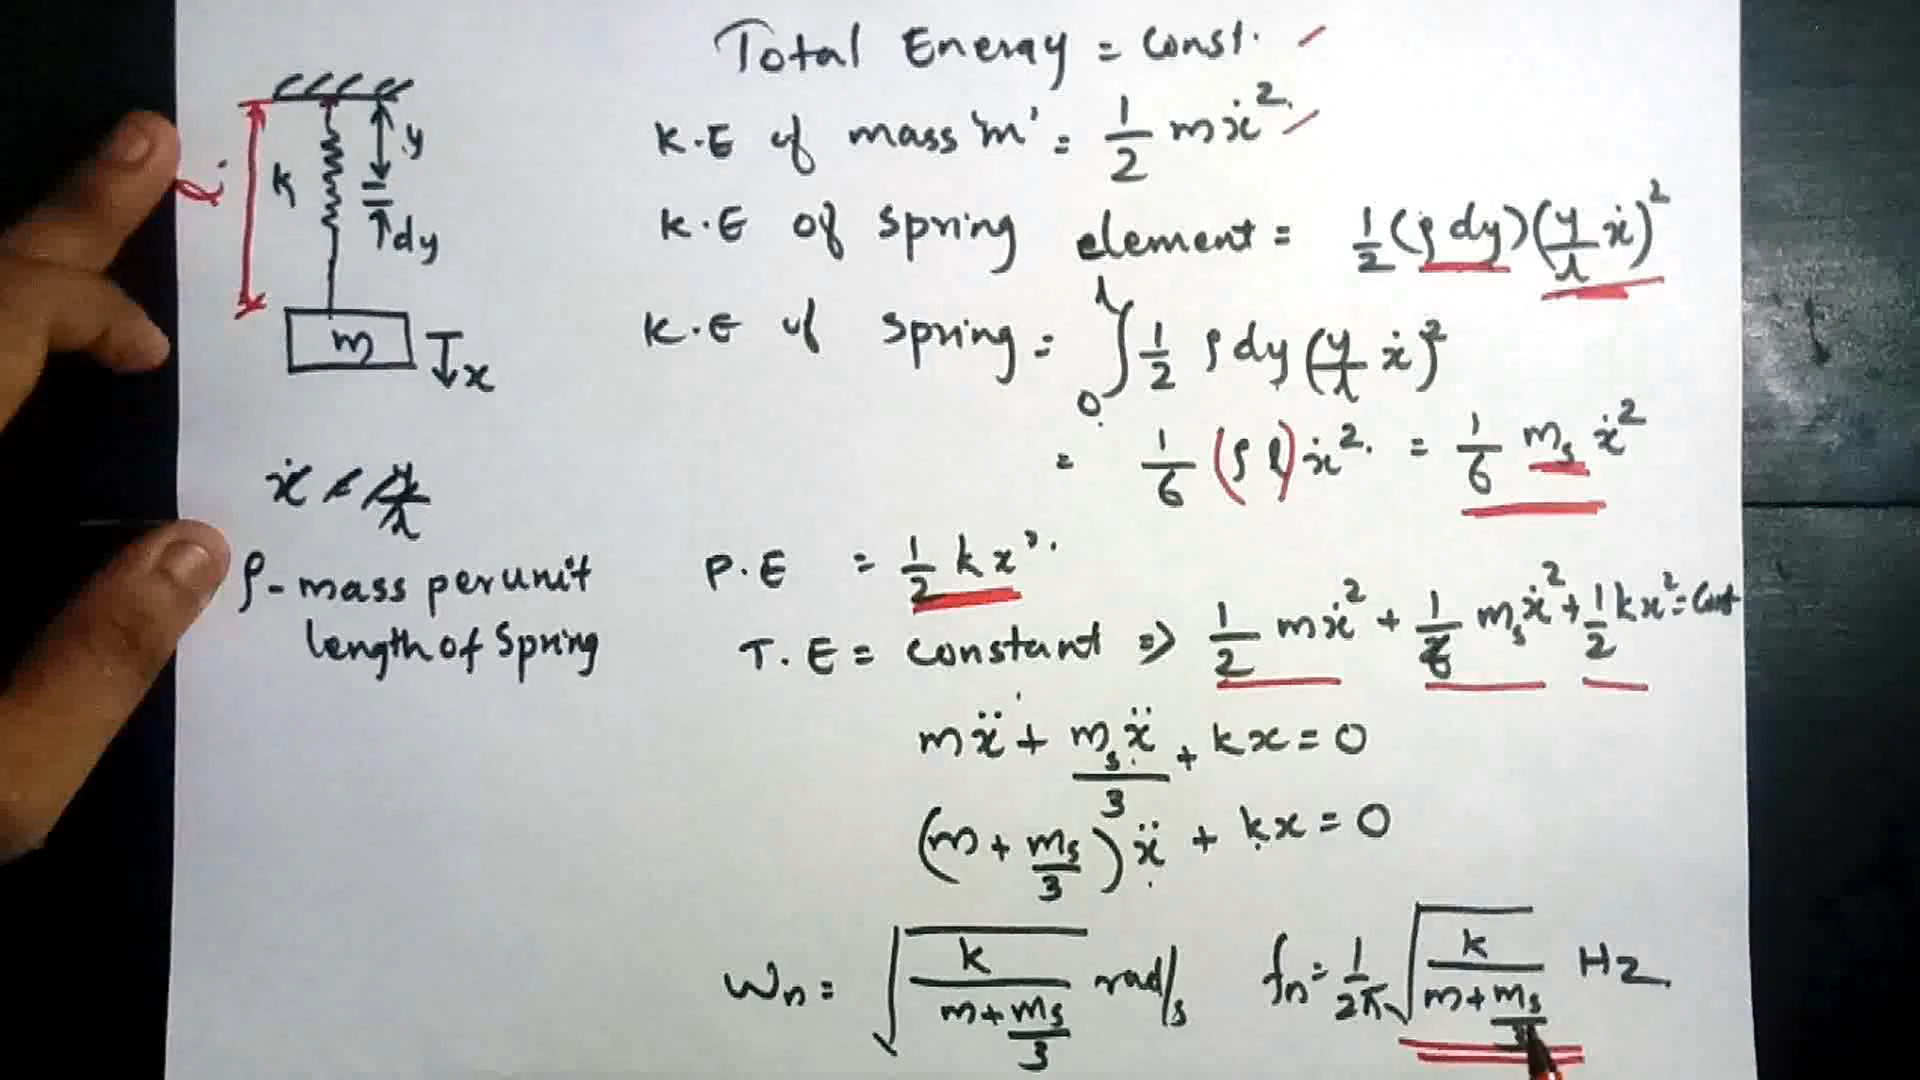 Total Energy = const.
K.E of mass 'm' = 1/2 mẋ²
K.E of spring element = 1/2 (ρ dy)(y/l ẋ)²
K.E of spring = ∫₀ˡ 1/2 ρ dy (y/l ẋ)²
= 1/6 (ρ l) ẋ² = 1/6 mₛ ẋ²
P.E = 1/2 kx²
T.E = constant ⇒ 1/2 mẋ² + 1/6 mₛẋ² + 1/2 kx² = Const
mẍ + mₛẍ/3 + kx = 0
(m + mₛ/3) ẍ + kx = 0
ωn = √(k/(m + mₛ/3)) rad/s fn = 1/2π √(k/(m + mₛ/3)) Hz
l
k
y
dy
m
x
ρ - mass per unit
length of Spring